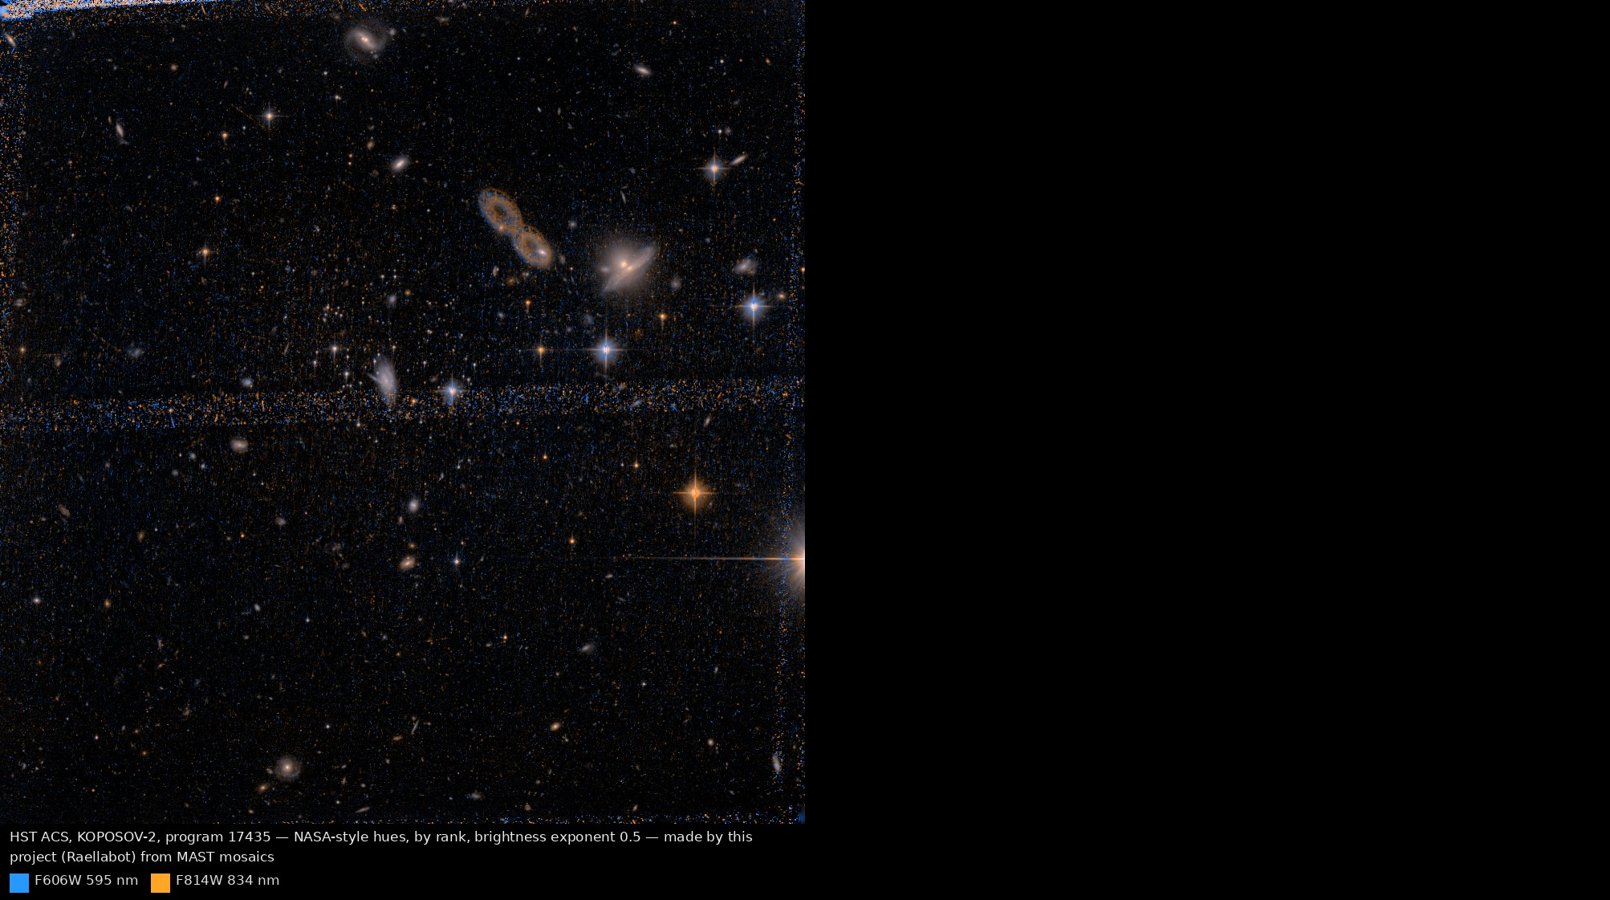 HST ACS, KOPOSOV-2, program 17435 — NASA-style hues, by rank, brightness exponent 0.5 — made by this
project (Raellabot) from MAST mosaics
F606W 595 nm F814W 834 nm